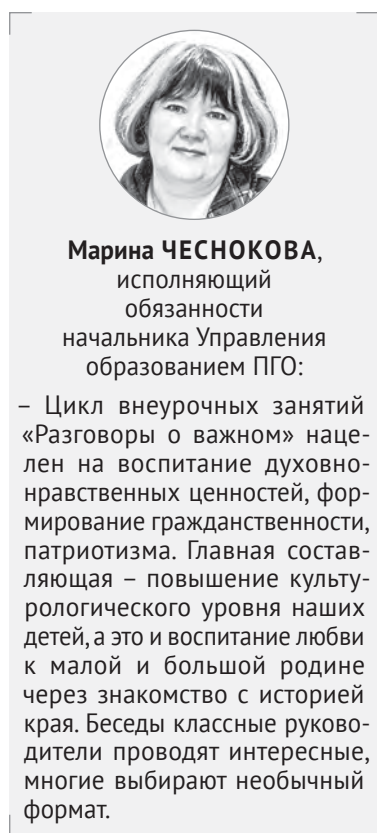 Марина ЧЕСНОКОВА,
исполняющий
обязанности
начальника Управления
образованием ПГО:
– Цикл внеурочных занятий
«Разговоры о важном» наце-
лен на воспитание духовно-
нравственных ценностей, фор-
мирование гражданственности,
патриотизма. Главная состав-
ляющая – повышение культу-
рологического уровня наших
детей, а это и воспитание любви
к малой и большой родине
через знакомство с историей
края. Беседы классные руково-
дители проводят интересные,
многие выбирают необычный
формат.